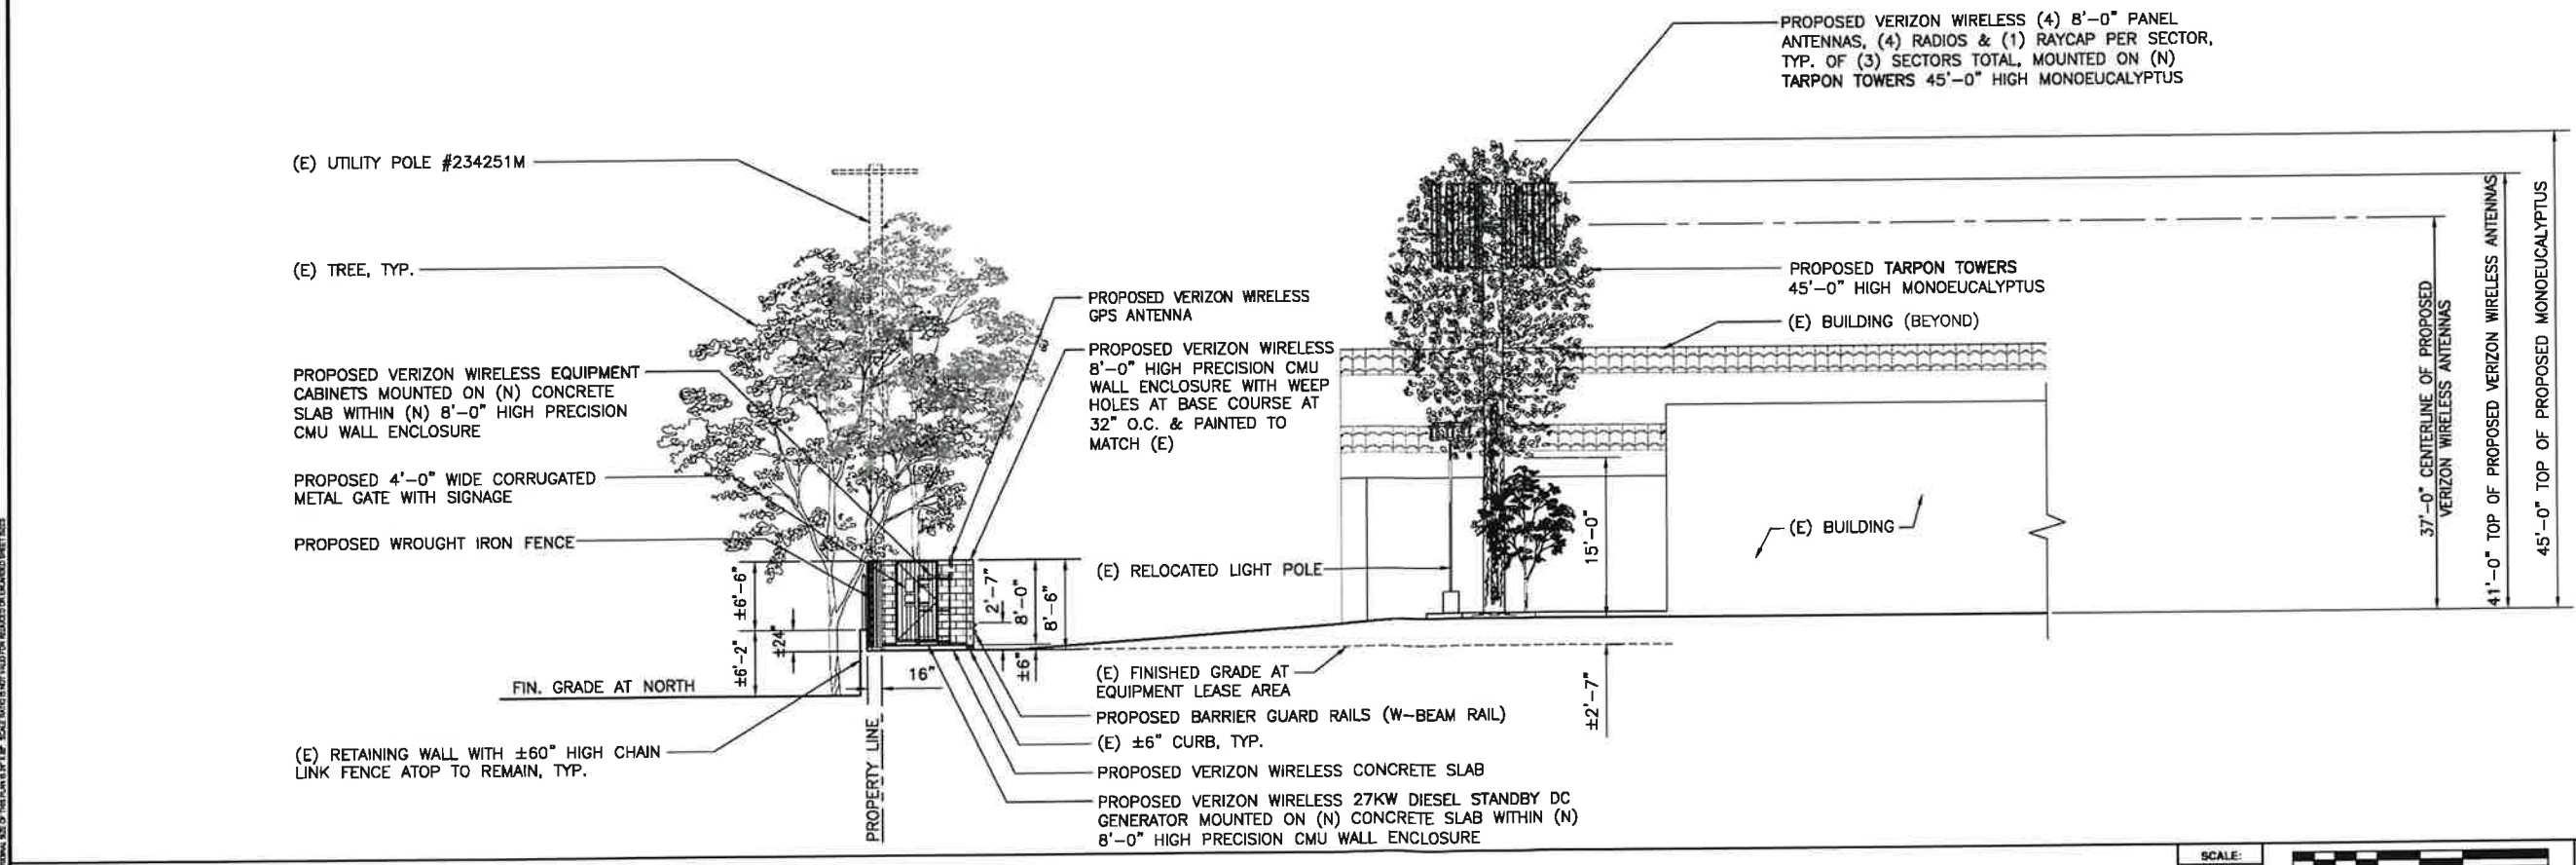 PROPOSED VERIZON WIRELESS (4) 8'-0" PANEL
ANTENNAS, (4) RADIOS & (1) RAYCAP PER SECTOR,
TYP. OF (3) SECTORS TOTAL, MOUNTED ON (N)
TARPON TOWERS 45'-0" HIGH MONOEUCALYPTUS
(E) UTILITY POLE #234251M
(E) TREE, TYP.
PROPOSED VERIZON WIRELESS EQUIPMENT
CABINETS MOUNTED ON (N) CONCRETE
SLAB WITHIN (N) 8'-0" HIGH PRECISION
CMU WALL ENCLOSURE
PROPOSED 4'-0" WIDE CORRUGATED
METAL GATE WITH SIGNAGE
PROPOSED WROUGHT IRON FENCE
FIN. GRADE AT NORTH
(E) RETAINING WALL WITH ±60" HIGH CHAIN
LINK FENCE ATOP TO REMAIN, TYP.
±6'-6"
±6'-2"
±24"
16"
PROPERTY LINE
PROPOSED VERIZON WIRELESS
GPS ANTENNA
PROPOSED VERIZON WIRELESS
8'-0" HIGH PRECISION CMU
WALL ENCLOSURE WITH WEEP
HOLES AT BASE COURSE AT
32" O.C. & PAINTED TO
MATCH (E)
2'-7"
8'-0"
8'-6"
±6"
(E) RELOCATED LIGHT POLE
(E) FINISHED GRADE AT
EQUIPMENT LEASE AREA
PROPOSED BARRIER GUARD RAILS (W-BEAM RAIL)
(E) ±6" CURB, TYP.
PROPOSED VERIZON WIRELESS CONCRETE SLAB
PROPOSED VERIZON WIRELESS 27KW DIESEL STANDBY DC
GENERATOR MOUNTED ON (N) CONCRETE SLAB WITHIN (N)
8'-0" HIGH PRECISION CMU WALL ENCLOSURE
15'-0"
±2'-7"
PROPOSED TARPON TOWERS
45'-0" HIGH MONOEUCALYPTUS
(E) BUILDING (BEYOND)
(E) BUILDING
37'-0" CENTERLINE OF PROPOSED
VERIZON WIRELESS ANTENNAS
41'-0" TOP OF PROPOSED VERIZON WIRELESS ANTENNAS
45'-0" TOP OF PROPOSED MONOEUCALYPTUS
SCALE: